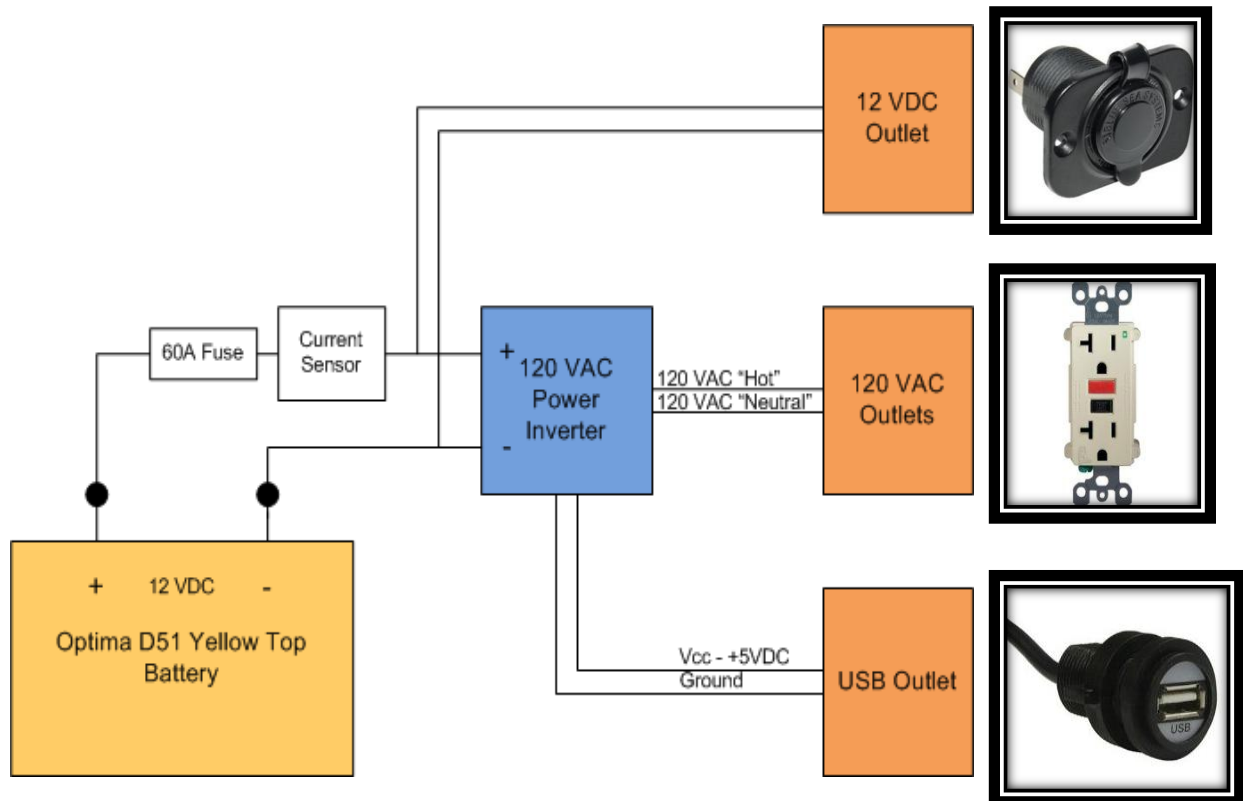 12 VDC
Outlet
60A Fuse
Current
Sensor
+
-
120 VAC
Power
Inverter
120 VAC "Hot"
120 VAC "Neutral"
120 VAC
Outlets
+ 12 VDC -
Optima D51 Yellow Top
Battery
Vcc - +5VDC
Ground
USB Outlet
USB